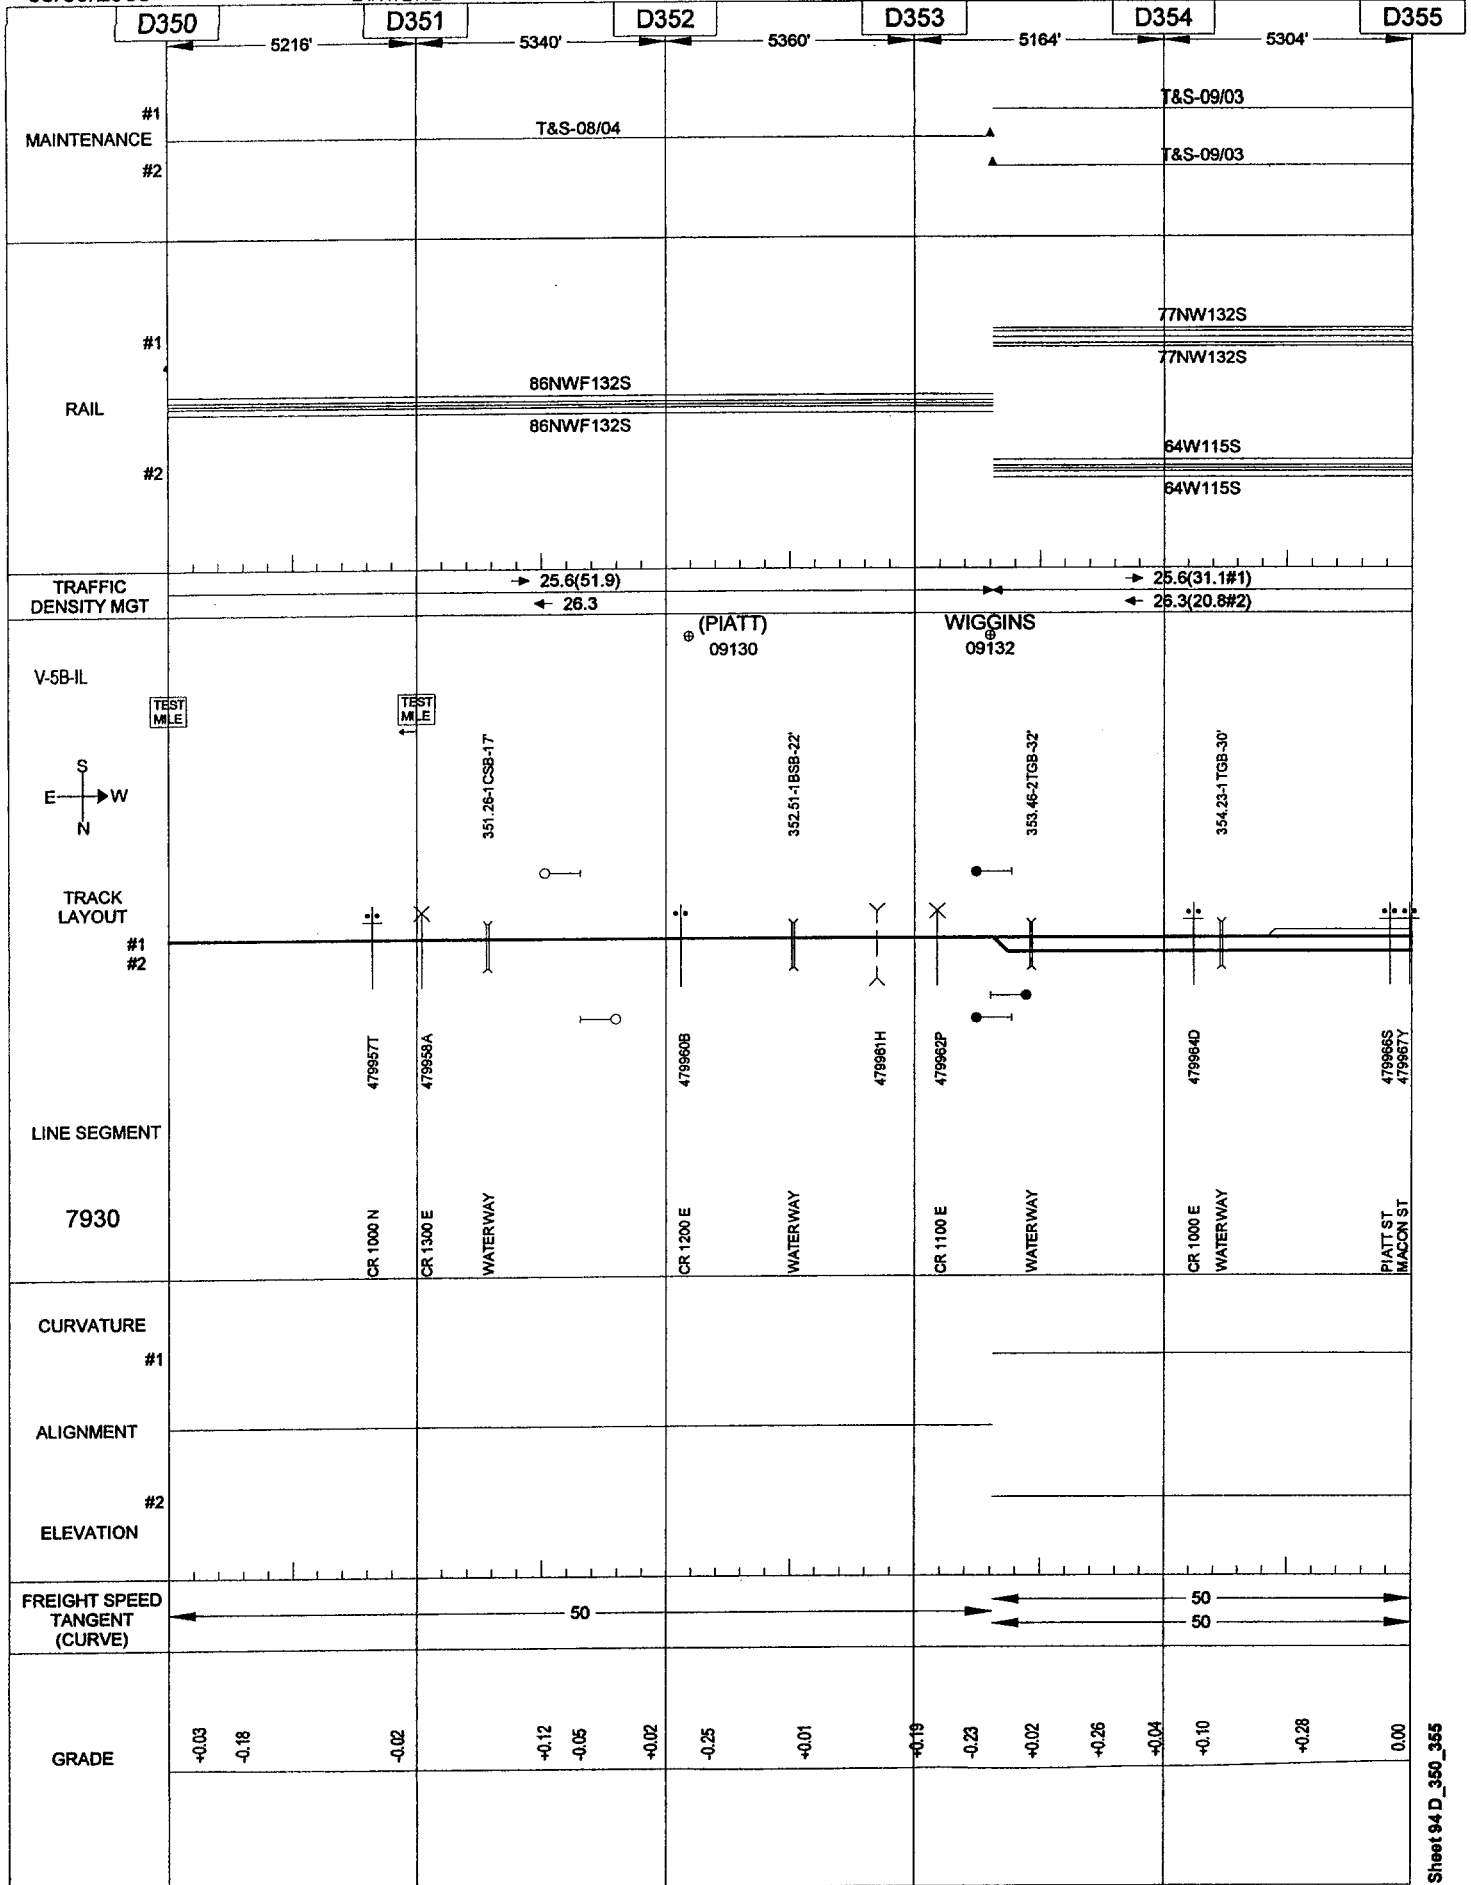 D350 D351 D352 D353 D354 D355
5216' 5340' 5360' 5164' 5304'
#1
MAINTENANCE
#2
T&S-08/04
T&S-09/03
T&S-09/03
#1
RAIL
#2
77NW132S
77NW132S
86NWF132S
86NWF132S
64W115S
64W115S
TRAFFIC
DENSITY MGT
25.6(51.9)
26.3
25.6(31.1#1)
26.3(20.8#2)
(PIATT)
09130
WIGGINS
09132
V-5B-IL
TEST
MILE
TEST
MILE
S
E W
N
351.26-1CSB-17'
352.51-1BSB-22'
353.46-2TGB-32'
354.23-1TGB-30'
TRACK
LAYOUT
#1
#2
479957T
479958A
479960B
479961H
479962P
479964D
479966S
479967Y
LINE SEGMENT
7930
CR 1000 N
CR 1300 E
WATERWAY
CR 1200 E
WATERWAY
CR 1100 E
WATERWAY
CR 1000 E
WATERWAY
PIATT ST
MACON ST
CURVATURE
#1
ALIGNMENT
#2
ELEVATION
FREIGHT SPEED
TANGENT
(CURVE)
50
50
50
GRADE
+0.03
-0.18
-0.02
+0.12
-0.05
+0.02
-0.25
+0.01
+0.19
-0.23
+0.02
+0.26
+0.04
+0.10
+0.28
0.00
Sheet 94 D_350_355